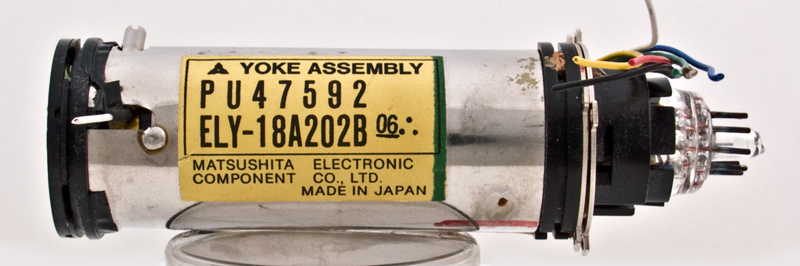 YOKE ASSEMBLY
PU47592
ELY-18A202B 06
MATSUSHITA ELECTRONIC
COMPONENT CO., LTD.
MADE IN JAPAN